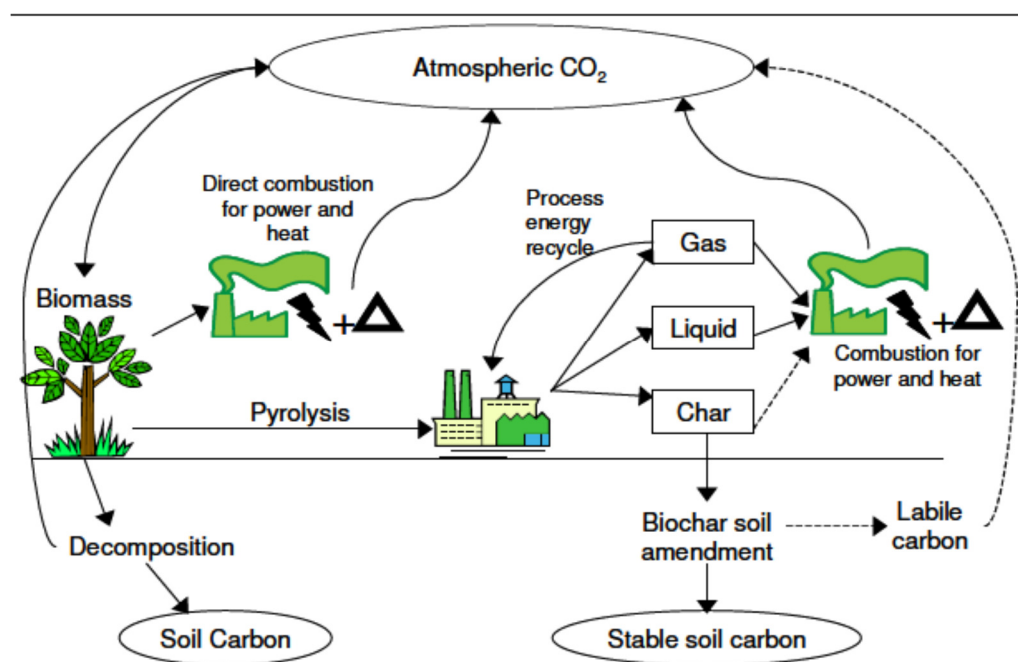 Atmospheric CO₂
Direct combustion
for power and
heat
Process
energy
recycle
Gas
Biomass
+
Liquid
+
Combustion for
power and heat
Char
Pyrolysis
Decomposition
Biochar soil
amendment
Labile
carbon
Soil Carbon
Stable soil carbon